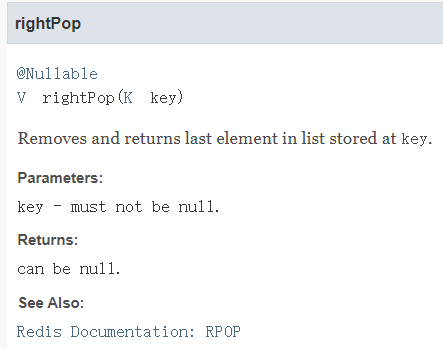 rightPop
@Nullable
V rightPop(K key)
Removes and returns last element in list stored at key.
Parameters:
key - must not be null.
Returns:
can be null.
See Also:
Redis Documentation: RPOP